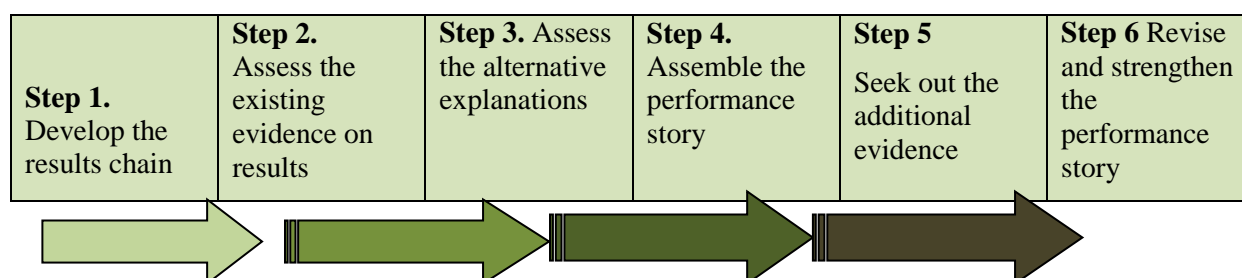 Step 1.
Develop the
results chain
Step 2.
Assess the
existing
evidence on
results
Step 3. Assess
the alternative
explanations
Step 4.
Assemble the
performance
story
Step 5
Seek out the
additional
evidence
Step 6 Revise
and strengthen
the
performance
story